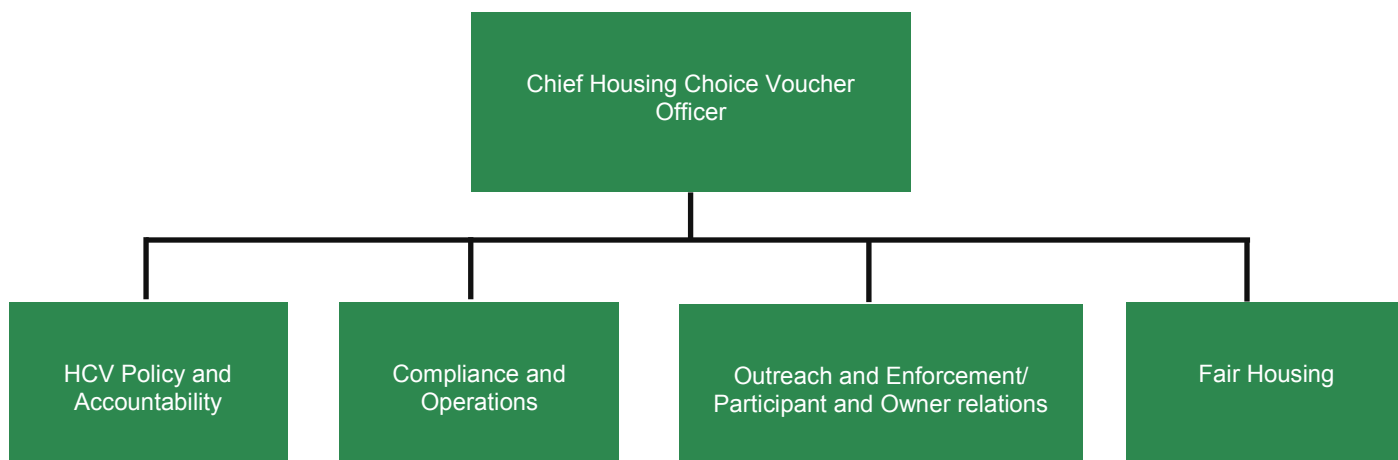 Chief Housing Choice Voucher
Officer
HCV Policy and
Accountability
Compliance and
Operations
Outreach and Enforcement/
Participant and Owner relations
Fair Housing